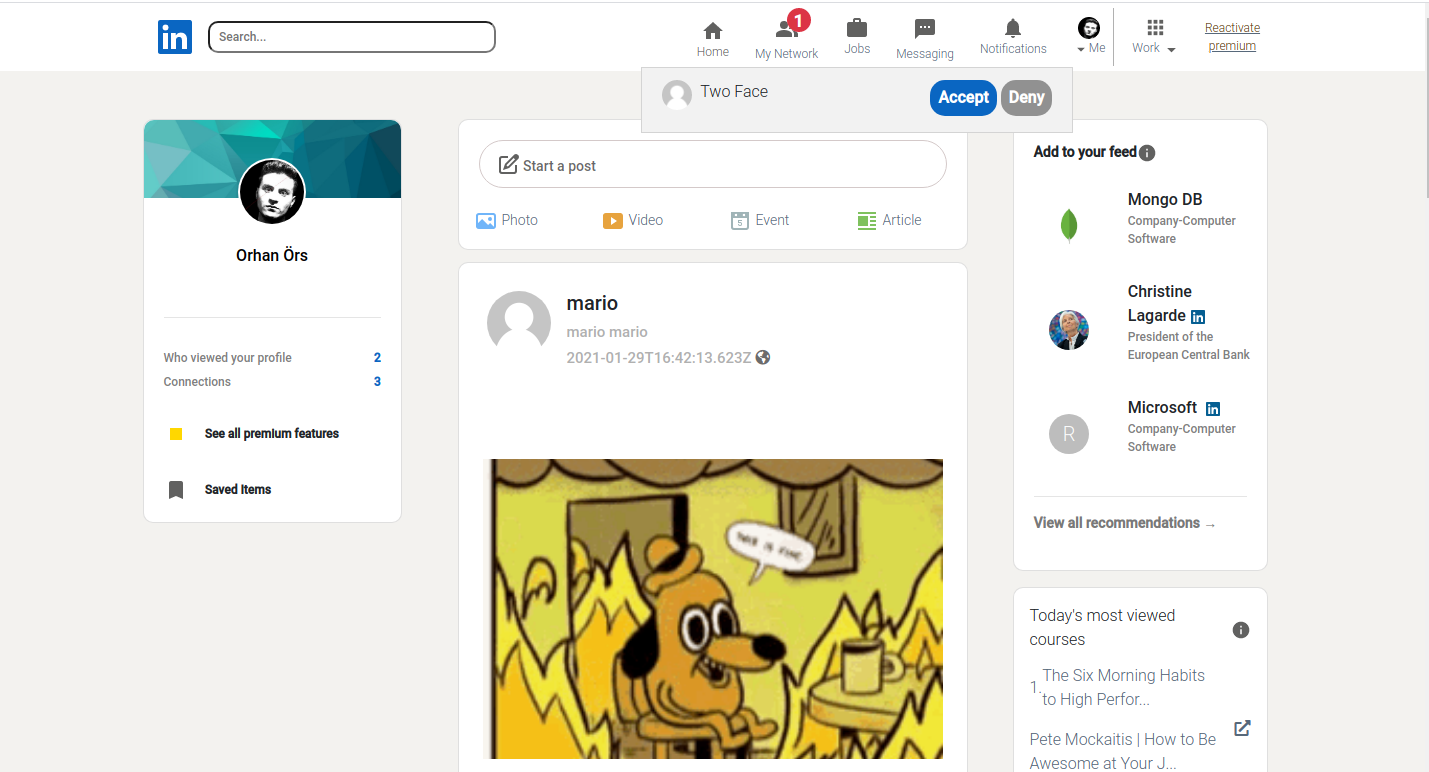 in
Search...
Home
1
My Network
Jobs
Messaging
Notifications
Me
Work
Reactivate
premium
Two Face
Accept
Deny
Orhan Örs
Who viewed your profile 2
Connections 3
See all premium features
Saved Items
Start a post
Photo
Video
5
Event
Article
mario
mario mario
2021-01-29T16:42:13.623Z
THIS IS FINE.
Add to your feed
Mongo DB
Company-Computer
Software
Christine
Lagarde in
President of the
European Central Bank
R
Microsoft in
Company-Computer
Software
View all recommendations →
Today's most viewed
courses
1. The Six Morning Habits
to High Perfor...
Pete Mockaitis | How to Be
Awesome at Your J...